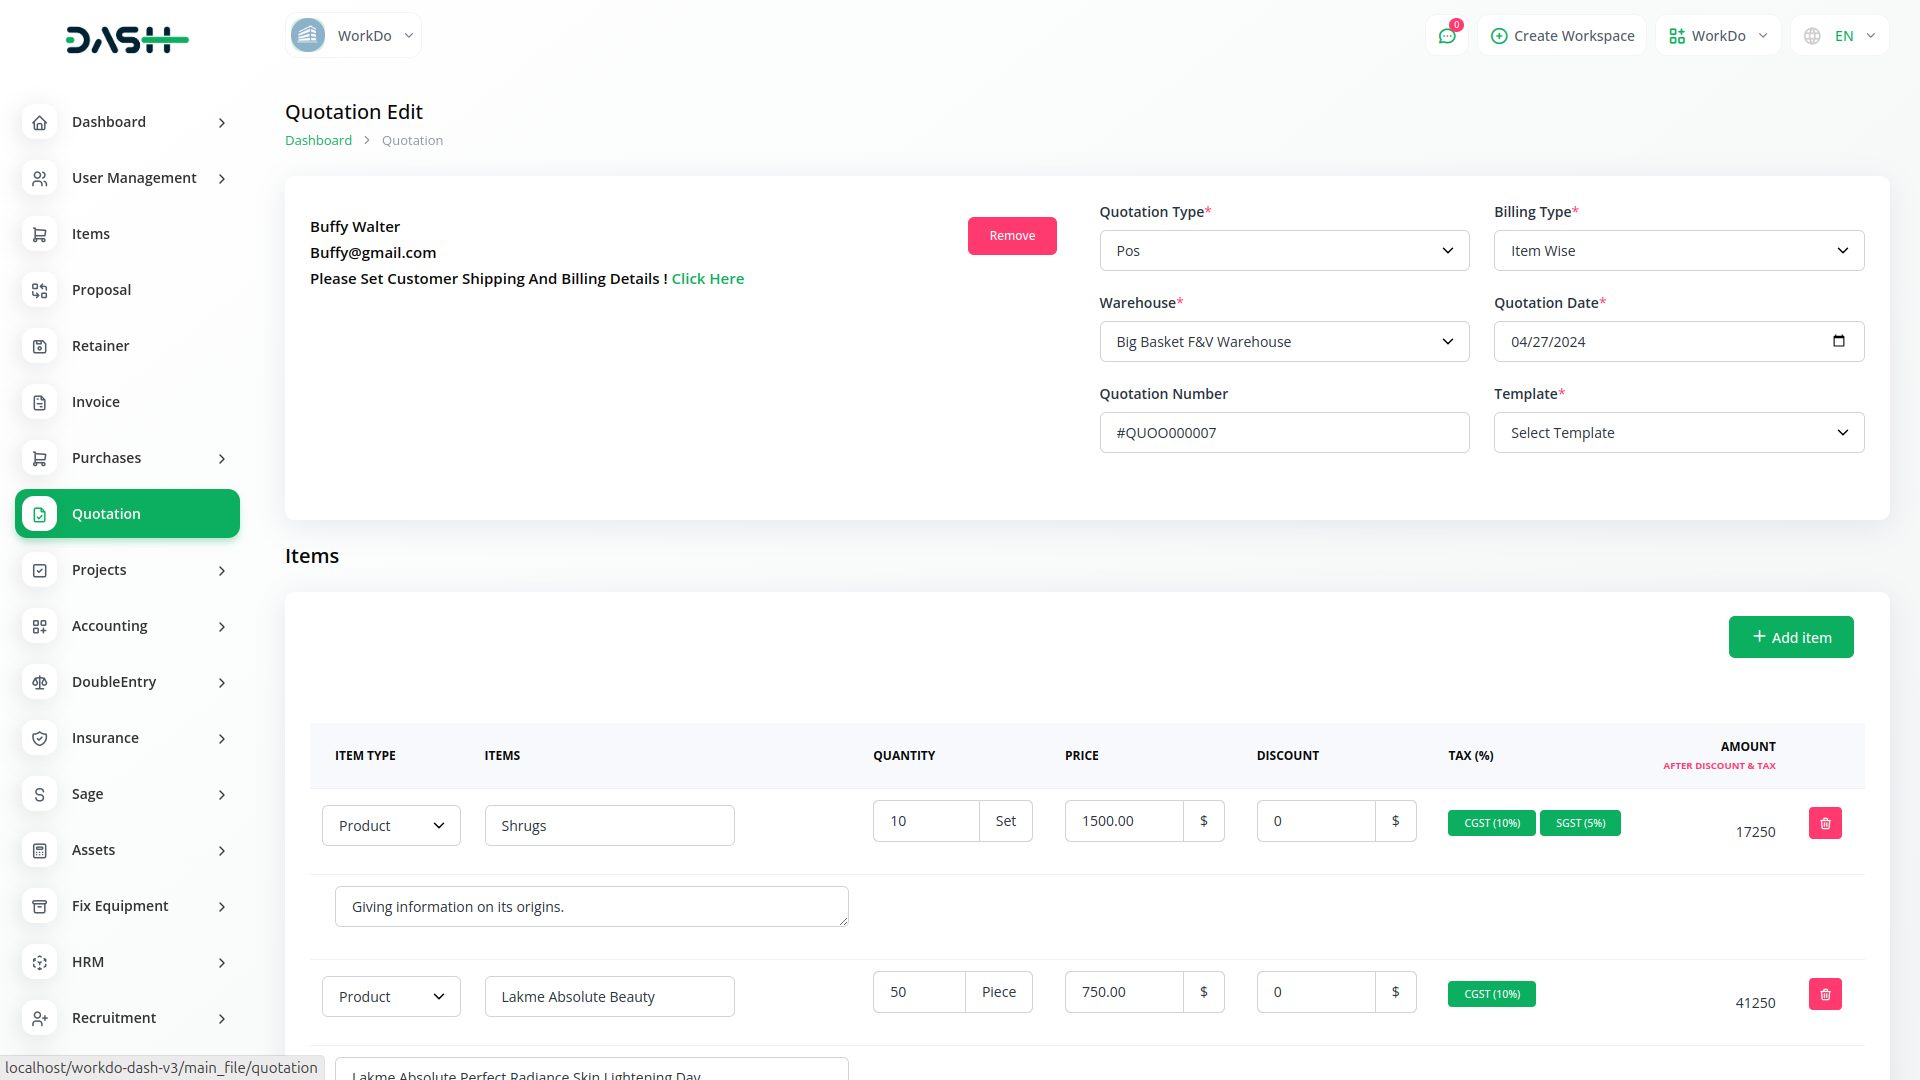 DASH
WorkDo
0
Create Workspace
WorkDo
EN
Dashboard
User Management
Items
Proposal
Retainer
Invoice
Purchases
Quotation
Projects
Accounting
DoubleEntry
Insurance
S
Sage
Assets
Fix Equipment
HRM
Recruitment
Quotation Edit
Dashboard > Quotation
Buffy Walter
Buffy@gmail.com
Please Set Customer Shipping And Billing Details ! Click Here
Remove
Quotation Type*
Pos
Billing Type*
Item Wise
Warehouse*
Big Basket F&V Warehouse
Quotation Date*
04/27/2024
Quotation Number
#QUOO000007
Template*
Select Template
Items
+ Add item
ITEM TYPE ITEMS QUANTITY PRICE DISCOUNT TAX (%) AMOUNT
AFTER DISCOUNT & TAX
Product Shrugs 10 Set 1500.00 $ 0 $ CGST (10%) SGST (5%) 17250
Giving information on its origins.
Product Lakme Absolute Beauty 50 Piece 750.00 $ 0 $ CGST (10%) 41250
Lakme Absolute Perfect Radiance Skin Lightening Day
localhost/workdo-dash-v3/main_file/quotation